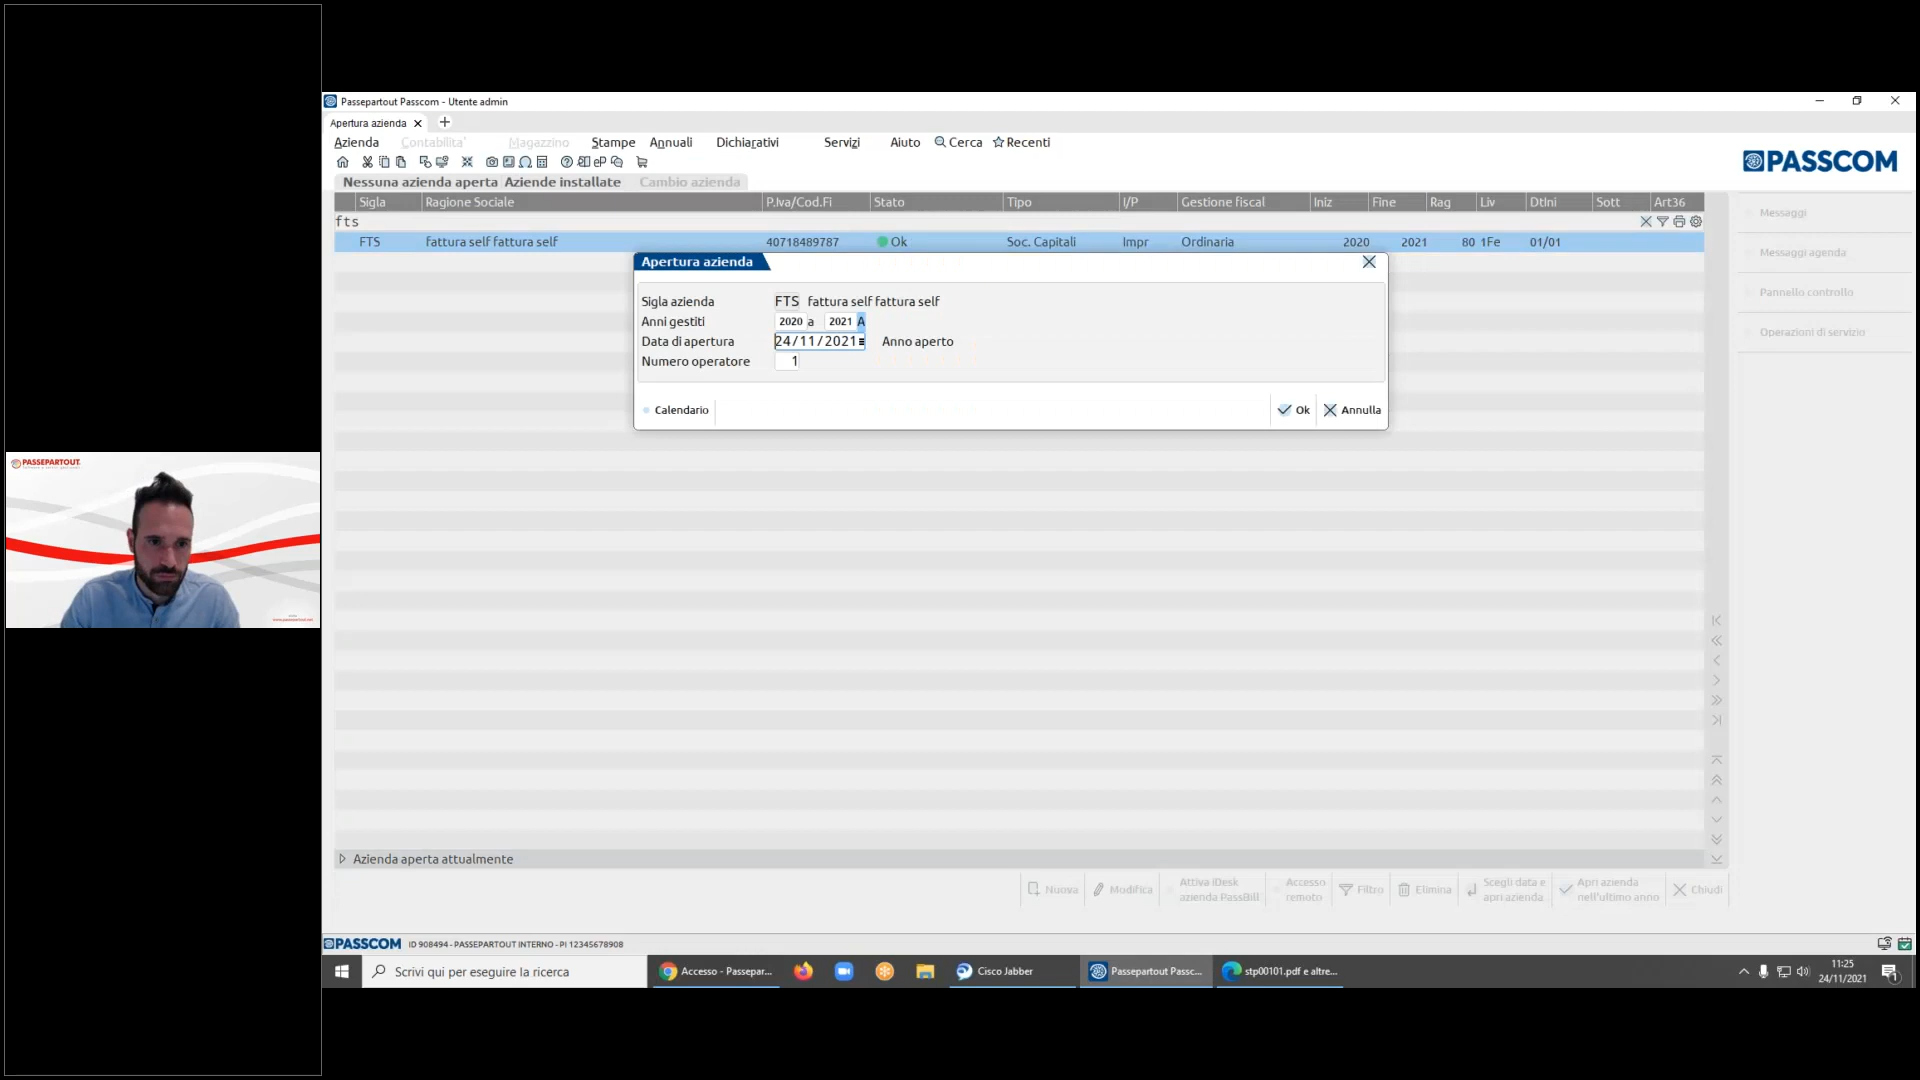 Passepartout Passcom - Utente admin
Apertura azienda
Azienda Contabilita' Magazzino Stampe Annuali Dichiarativi Servizi Aiuto Cerca Recenti
PASSCOM
Nessuna azienda aperta Aziende installate Cambio azienda
Sigla Ragione Sociale P.Iva/Cod.Fi Stato Tipo I/P Gestione fiscal Iniz Fine Rag Liv DtIni Sott Art36
fts
FTS fattura self fattura self 40718489787 Ok Soc. Capitali Impr Ordinaria 2020 2021 80 1Fe 01/01
Messaggi
Messaggi agenda
Pannello controllo
Operazioni di servizio
Apertura azienda
Sigla azienda FTS fattura self fattura self
Anni gestiti 2020 a 2021 A
Data di apertura 24/11/2021 Anno aperto
Numero operatore 1
Calendario Ok Annulla
PASSEPARTOUT
Azienda aperta attualmente
Nuova Modifica Attiva iDesk azienda PassBill Accesso remoto Filtro Elimina Scegli data e apri azienda Apri azienda nell'ultimo anno Chiudi
PASSCOM ID 908494 - PASSEPARTOUT INTERNO - PI 12345678908
Scrivi qui per eseguire la ricerca Accesso - Passepar... Cisco Jabber Passepartout Passc... stp00101.pdf e altre... 11:25
24/11/2021 1